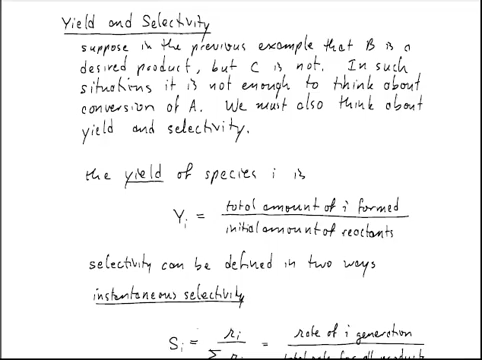 Yield and Selectivity
suppose in the previous example that B is a
desired product, but C is not. In such
situations it is not enough to think about
conversion of A. We must also think about
yield and selectivity.
the yield of species i is
Yᵢ = total amount of i formed / initial amount of reactants
selectivity can be defined in two ways
instantaneous selectivity
Sᵢ = rᵢ / Σ = rate of i generation